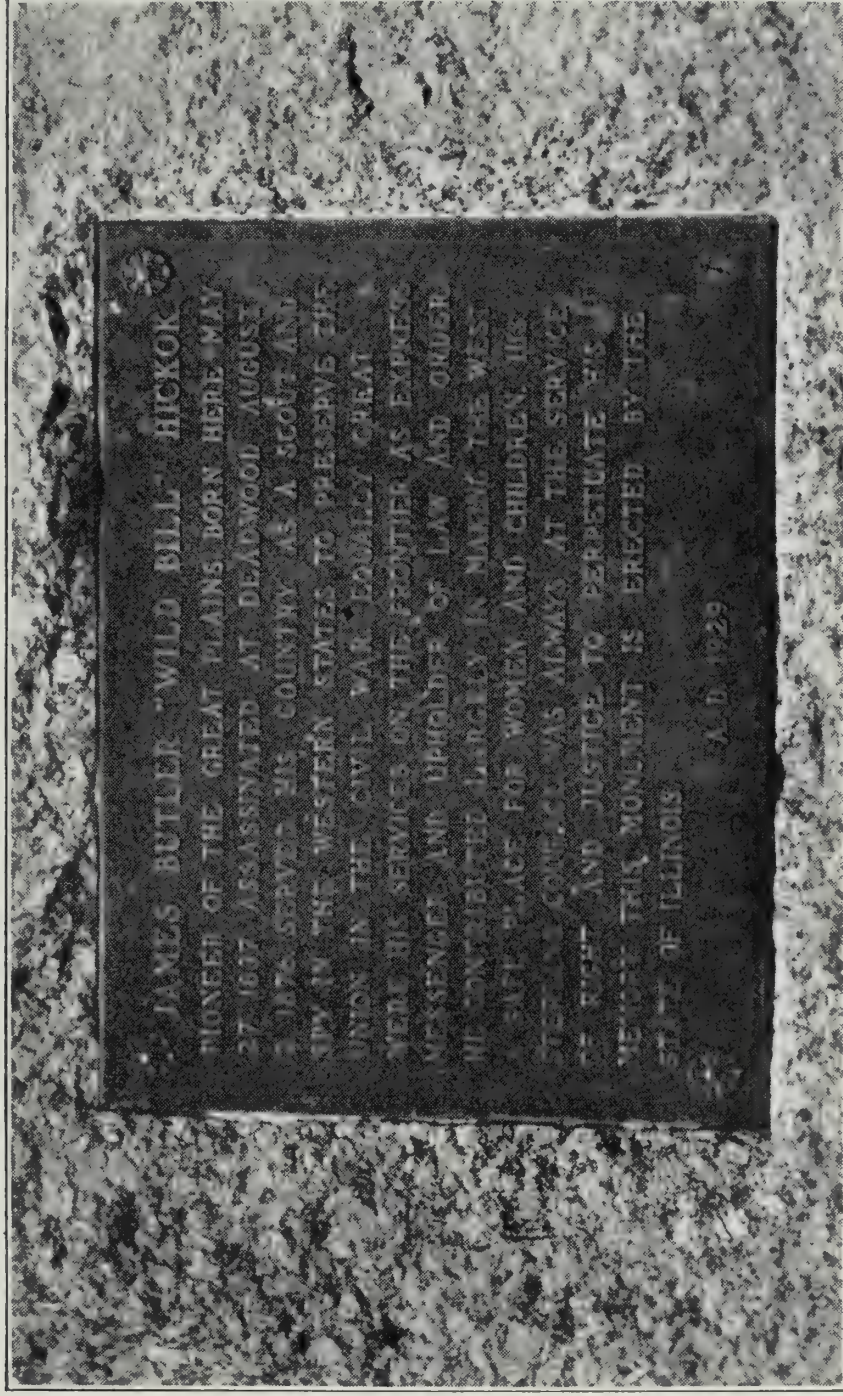 JAMES BUTLER "WILD BILL" HICKOK
PIONEER OF THE GREAT PLAINS BORN HERE MAY
27 1837 ASSASSINATED AT DEADWOOD AUGUST
2 1876 SERVED HIS COUNTRY AS A SCOUT AND
SPY IN THE WESTERN STATES TO PRESERVE THE
UNION IN THE CIVIL WAR EQUALLY GREAT
WERE HIS SERVICES ON THE FRONTIER AS EXPRESS
MESSENGER AND UPHOLDER OF LAW AND ORDER.
HE CONTRIBUTED LARGELY IN MAKING THE WEST
A SAFE PLACE FOR WOMEN AND CHILDREN. HIS
STERLING COURAGE WAS ALWAYS AT THE SERVICE
OF RIGHT AND JUSTICE TO PERPETUATE HIS
MEMORY THIS MONUMENT IS ERECTED BY THE
STATE OF ILLINOIS
A.D. 1929